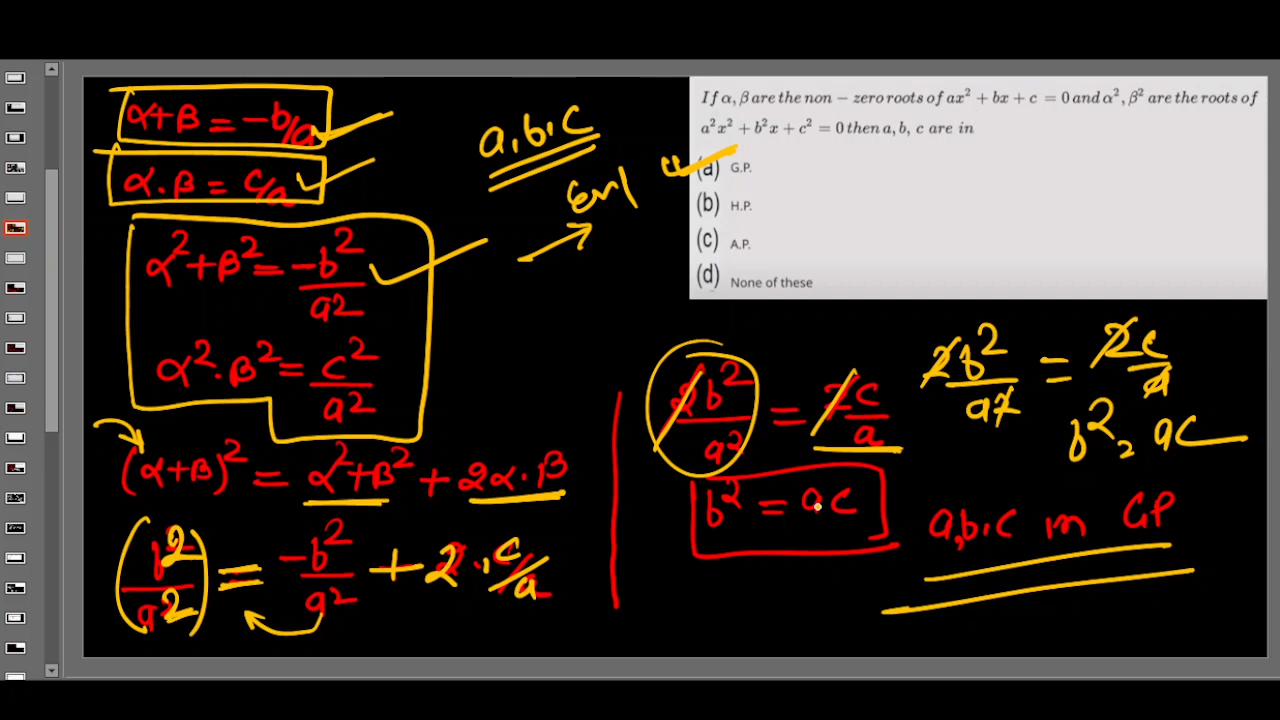 α+β = -b/a
α.β = c/a
a,b,c
α²+β² = -b²/a²
α².β² = c²/a²
(α+β)² = α²+β² + 2α.β
(b²/a²) = -b²/a² + 2.c/a
If α, β are the non − zero roots of ax² + bx + c = 0 and α², β² are the roots of
a²x² + b²x + c² = 0 then a, b, c are in
(a) G.P.
(b) H.P.
(c) A.P.
(d) None of these
2b²/a² = 2c/a
b² = ac
2b²/a² = 2c/a
b² = ac
a,b,c in GP